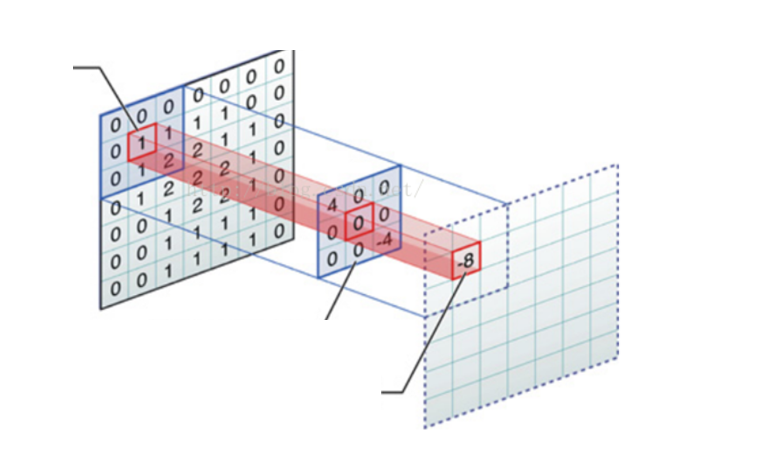 0 0 0 0 0 0 0
0 1 1 1 1 0 0
0 1 2 2 1 1 0
0 1 2 2 2 1 0
0 0 1 2 2 1 0
0 0 1 1 1 1 0
0 0 1 1 1 1 0
4 0 0
0 0 0
0 0 -4
-8